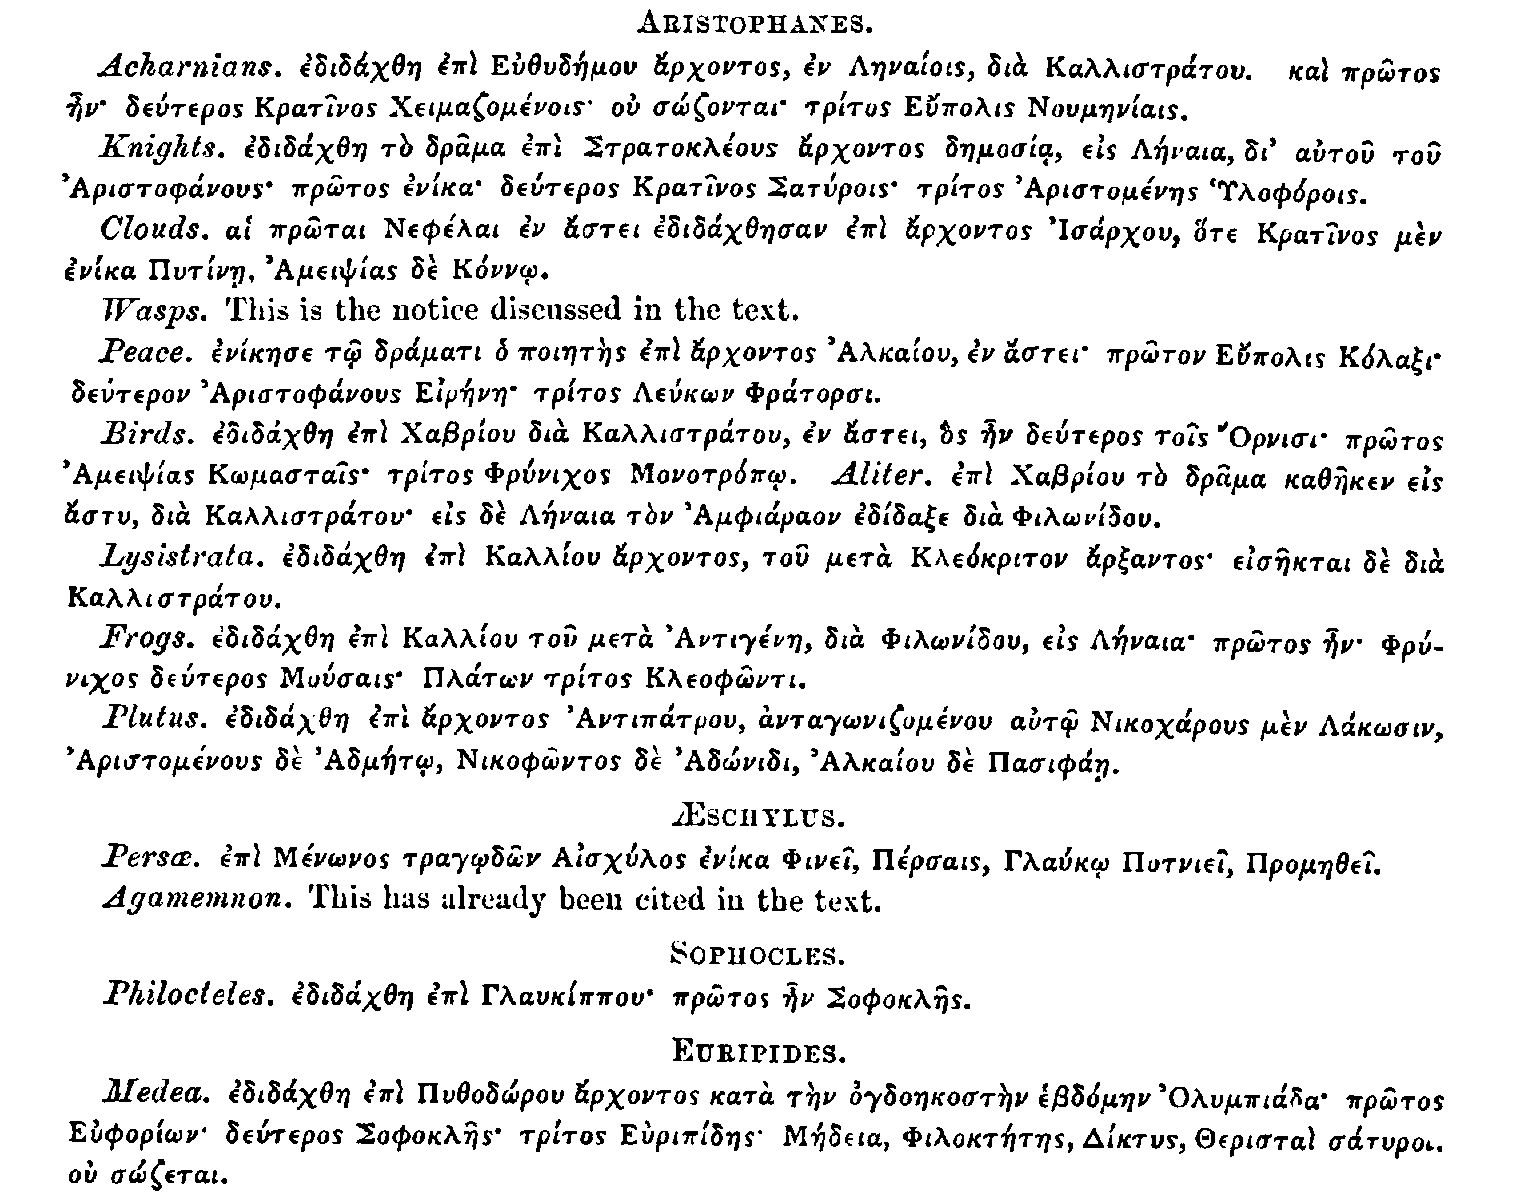 ARISTOPHANES.
Acharnians. ἐδιδάχθη ἐπὶ Εὐθυδήμου ἄρχοντος, ἐν Ληναίοις, διὰ Καλλιστράτου. καὶ πρῶτος
ἦν· δεύτερος Κρατῖνος Χειμαζομένοις· οὐ σώζονται· τρίτος Εὔπολις Νουμηνίαις.
Knights. ἐδιδάχθη τὸ δρᾶμα ἐπὶ Στρατοκλέους ἄρχοντος δημοσίᾳ, εἰς Λήναια, δι' αὐτοῦ τοῦ
Ἀριστοφάνους· πρῶτος ἐνίκα· δεύτερος Κρατῖνος Σατύροις· τρίτος Ἀριστομένης Ὑλοφόροις.
Clouds. αἱ πρῶται Νεφέλαι ἐν ἄστει ἐδιδάχθησαν ἐπὶ ἄρχοντος Ἰσάρχου, ὅτε Κρατῖνος μὲν
ἐνίκα Πυτίνῃ, Ἀμειψίας δὲ Κόννῳ.
Wasps. This is the notice discussed in the text.
Peace. ἐνίκησε τῷ δράματι ὁ ποιητὴς ἐπὶ ἄρχοντος Ἀλκαίου, ἐν ἄστει· πρῶτον Εὔπολις Κόλαξι·
δεύτερον Ἀριστοφάνους Εἰρήνη· τρίτος Λεύκων Φράτορσι.
Birds. ἐδιδάχθη ἐπὶ Χαβρίου διὰ Καλλιστράτου, ἐν ἄστει, ὃς ἦν δεύτερος τοῖς Ὄρνισι· πρῶτος
Ἀμειψίας Κωμασταῖς· τρίτος Φρύνιχος Μονοτρόπῳ. Aliter. ἐπὶ Χαβρίου τὸ δρᾶμα καθῆκεν εἰς
ἄστυ, διὰ Καλλιστράτου· εἰς δὲ Λήναια τὸν Ἀμφιάραον ἐδίδαξε διὰ Φιλωνίδου.
Lysistrata. ἐδιδάχθη ἐπὶ Καλλίου ἄρχοντος, τοῦ μετὰ Κλεόκριτον ἄρξαντος· εἰσῆκται δὲ διὰ
Καλλιστράτου.
Frogs. ἐδιδάχθη ἐπὶ Καλλίου τοῦ μετὰ Ἀντιγένη, διὰ Φιλωνίδου, εἰς Λήναια· πρῶτος ἦν· Φρύ-
νιχος δεύτερος Μούσαις· Πλάτων τρίτος Κλεοφῶντι.
Plutus. ἐδιδάχθη ἐπὶ ἄρχοντος Ἀντιπάτρου, ἀνταγωνιζομένου αὐτῷ Νικοχάρους μὲν Λάκωσιν,
Ἀριστομένους δὲ Ἀδμήτῳ, Νικοφῶντος δὲ Ἀδώνιδι, Ἀλκαίου δὲ Πασιφάῃ.
ÆSCHYLUS.
Persæ. ἐπὶ Μένωνος τραγῳδῶν Αἰσχύλος ἐνίκα Φινεῖ, Πέρσαις, Γλαύκῳ Ποτνιεῖ, Προμηθεῖ.
Agamemnon. This has already been cited in the text.
SOPHOCLES.
Philoctetes. ἐδιδάχθη ἐπὶ Γλαυκίππου· πρῶτος ἦν Σοφοκλῆς.
EURIPIDES.
Medea. ἐδιδάχθη ἐπὶ Πυθοδώρου ἄρχοντος κατὰ τὴν ὀγδοηκοστὴν ἑβδόμην Ὀλυμπιάδα· πρῶτος
Εὐφορίων· δεύτερος Σοφοκλῆς· τρίτος Εὐριπίδης· Μήδεια, Φιλοκτήτης, Δίκτυς, Θερισταὶ σάτυροι.
οὐ σώζεται.